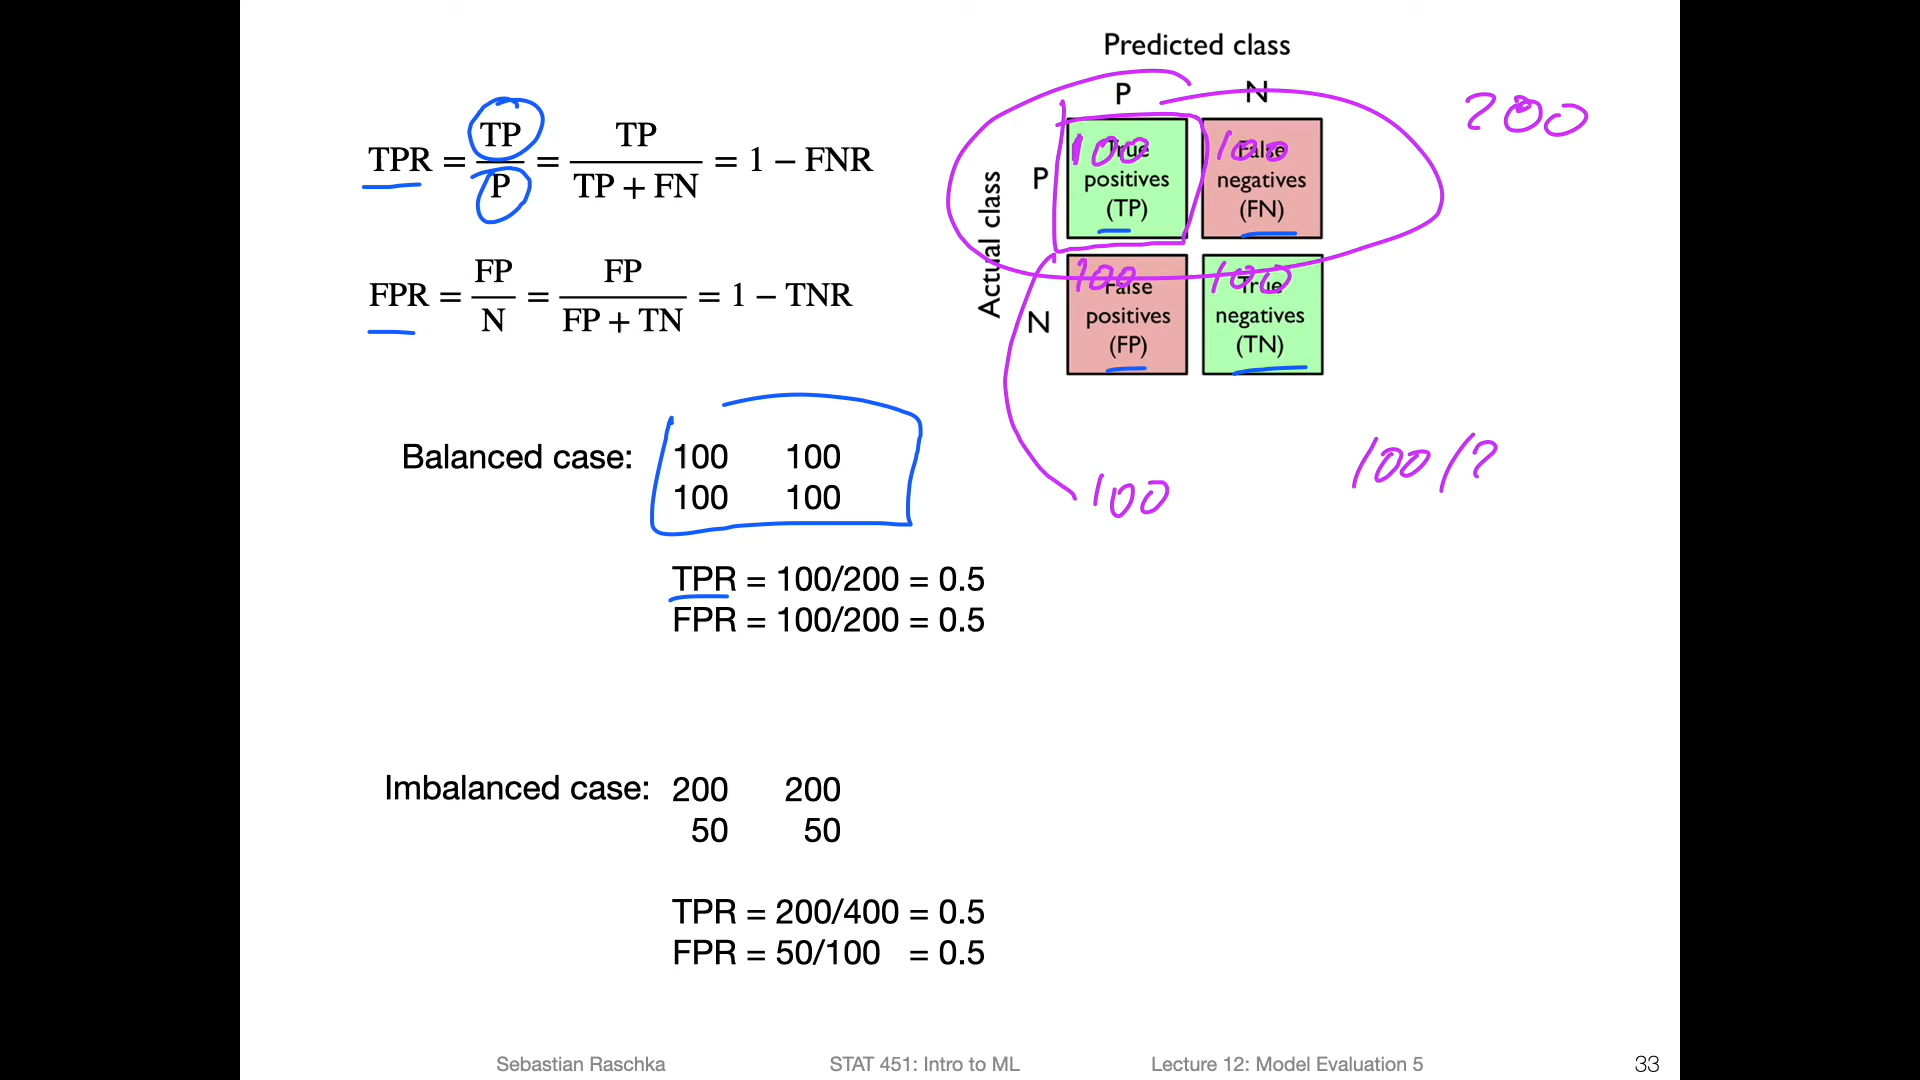 Predicted class
P N
200
TPR = TP/P = TP/(TP + FN) = 1 − FNR
Actual class
P
100 True positives (TP)
100 False negatives (FN)
FPR = FP/N = FP/(FP + TN) = 1 − TNR
N
100 False positives (FP)
100 True negatives (TN)
Balanced case: 100 100
100 100
100/2
100
TPR = 100/200 = 0.5
FPR = 100/200 = 0.5
Imbalanced case: 200 200
50 50
TPR = 200/400 = 0.5
FPR = 50/100 = 0.5
Sebastian Raschka STAT 451: Intro to ML Lecture 12: Model Evaluation 5 33